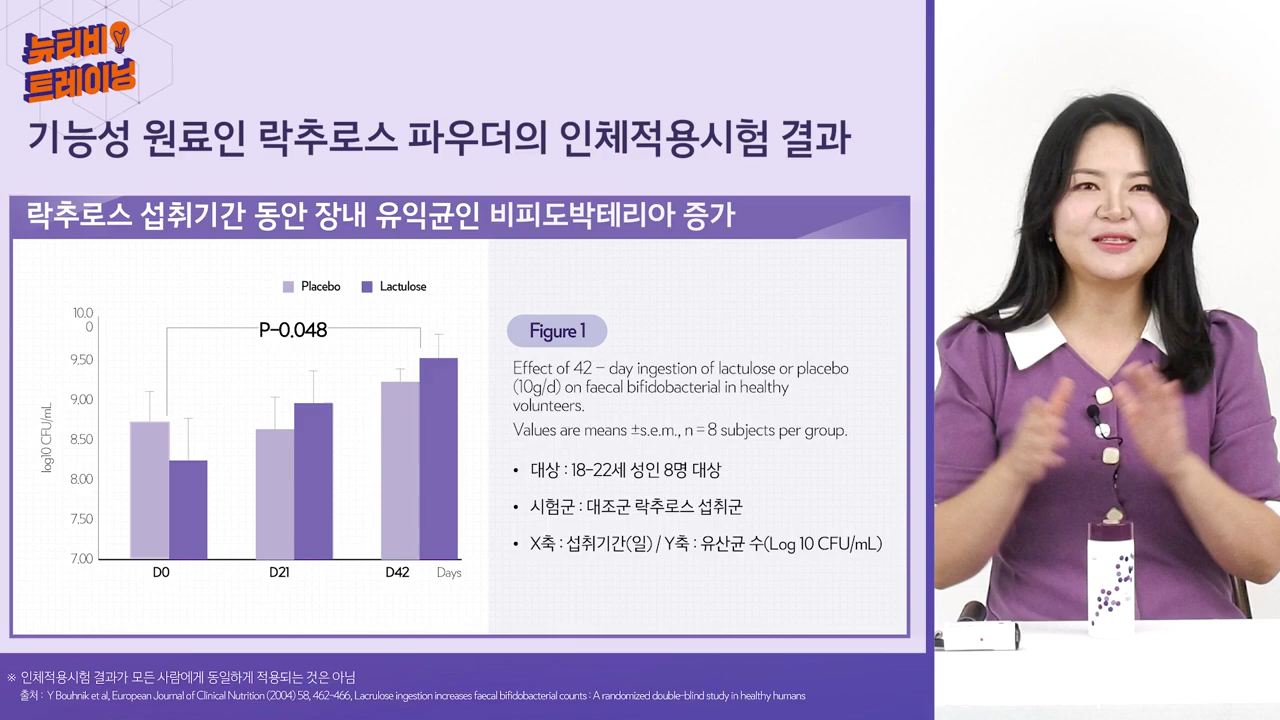 뉴티비
트레이닝
기능성 원료인 락추로스 파우더의 인체적용시험 결과
락추로스 섭취기간 동안 장내 유익균인 비피도박테리아 증가
Placebo
Lactulose
10.0
0
9.50
9.00
8.50
8.00
7.50
7.00
log10 CFU/mL
P-0.048
D0
D21
D42
Days
Figure 1
Effect of 42 – day ingestion of lactulose or placebo
(10g/d) on faecal bifidobacterial in healthy
volunteers.
Values are means ±s.e.m., n = 8 subjects per group.
• 대상 : 18-22세 성인 8명 대상
• 시험군 : 대조군 락추로스 섭취군
• X축 : 섭취기간(일) / Y축 : 유산균 수(Log 10 CFU/mL)
※ 인체적용시험 결과가 모든 사람에게 동일하게 적용되는 것은 아님
출처 : Y Bouhnik et al, European Journal of Clinical Nutrition (2004) 58, 462-466, Lacrulose ingestion increases faecal bifidobacterial counts : A randomized double-blind study in healthy humans